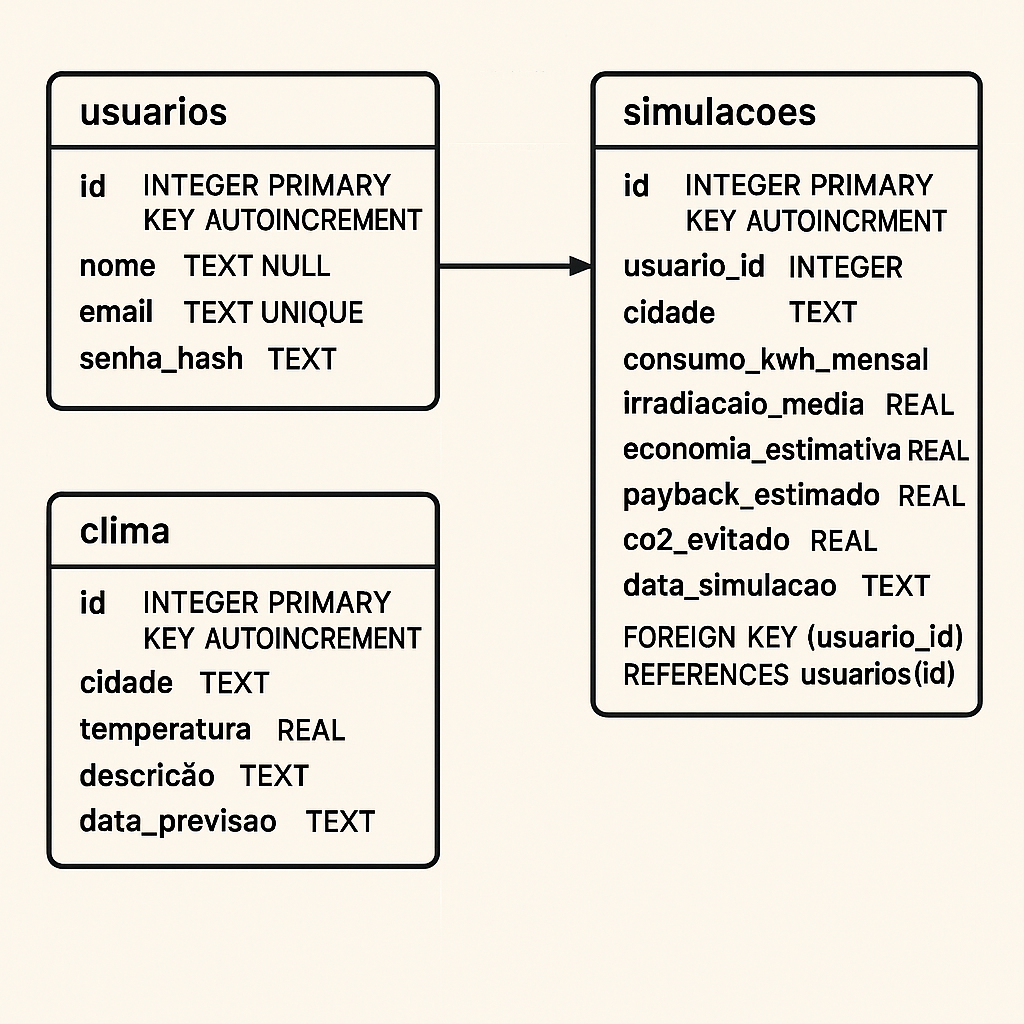 usuarios
id INTEGER PRIMARY
KEY AUTOINCREMENT
nome TEXT NULL
email TEXT UNIQUE
senha_hash TEXT
simulacoes
id INTEGER PRIMARY
KEY AUTOINCRMENT
usuario_id INTEGER
cidade TEXT
consumo_kwh_mensal
irradiacaio_media REAL
economia_estimativa REAL
payback_estimado REAL
co2_evitado REAL
data_simulacao TEXT
FOREIGN KEY (usuario_id)
REFERENCES usuarios(id)
clima
id INTEGER PRIMARY
KEY AUTOINCREMENT
cidade TEXT
temperatura REAL
descricăo TEXT
data_previsao TEXT